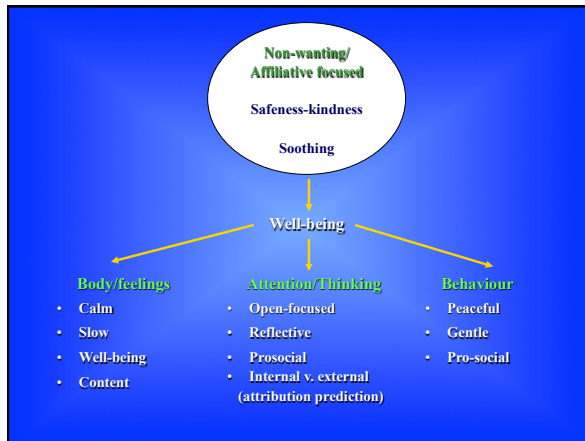 Non-wanting/
Affiliative focused
Safeness-kindness
Soothing
Well-being
Body/feelings
• Calm
• Slow
• Well-being
• Content
Attention/Thinking
• Open-focused
• Reflective
• Prosocial
• Internal v. external
(attribution prediction)
Behaviour
• Peaceful
• Gentle
• Pro-social